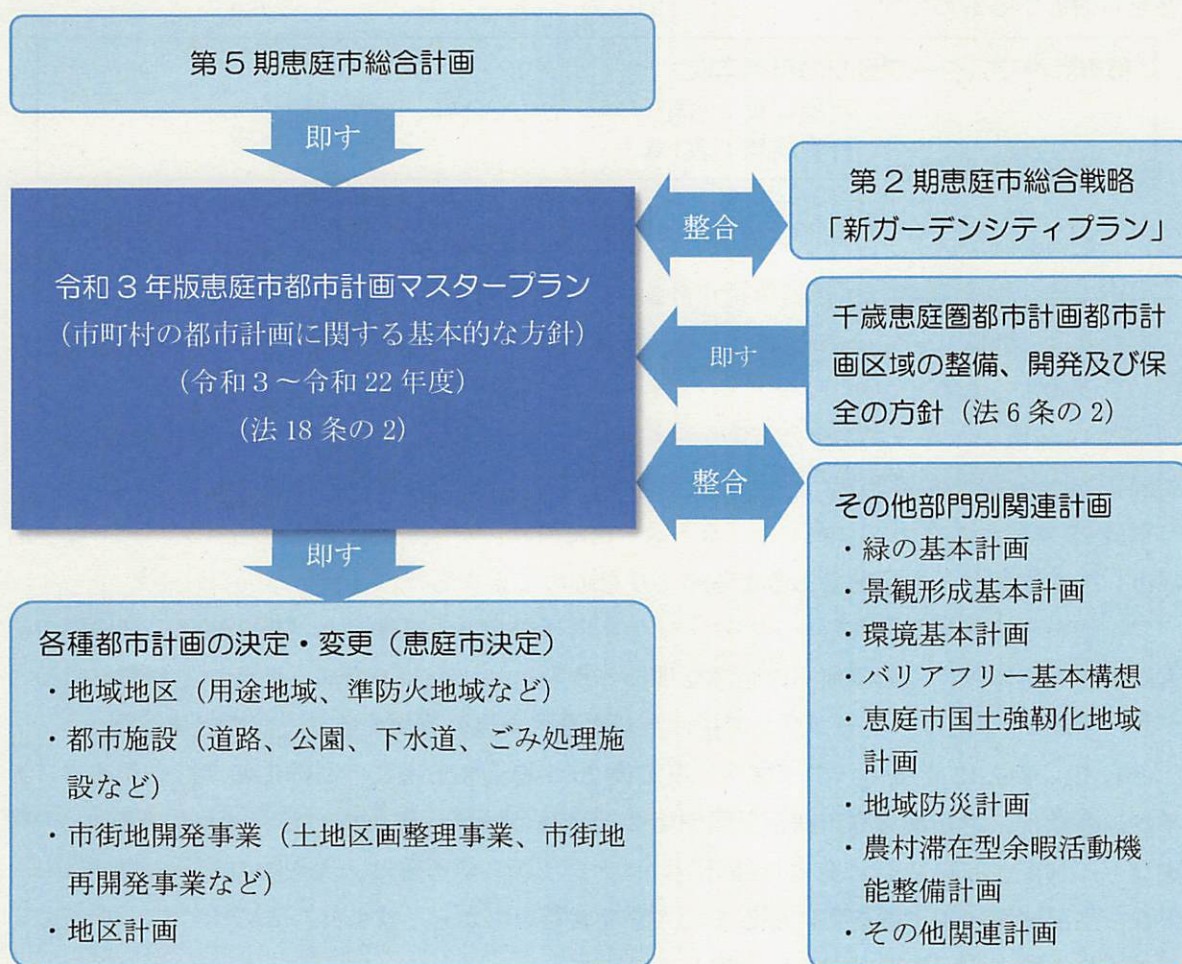 第5期恵庭市総合計画
即す
令和3年版恵庭市都市計画マスタープラン
(市町村の都市計画に関する基本的な方針)
(令和3~令和22年度)
(法18条の2)
整合
第2期恵庭市総合戦略
「新ガーデンシティプラン」
即す
千歳恵庭圏都市計画都市計
画区域の整備、開発及び保
全の方針(法6条の2)
整合
その他部門別関連計画
・緑の基本計画
・景観形成基本計画
・環境基本計画
・バリアフリー基本構想
・恵庭市国土強靱化地域
計画
・地域防災計画
・農村滞在型余暇活動機
能整備計画
・その他関連計画
即す
各種都市計画の決定・変更(恵庭市決定)
・地域地区(用途地域、準防火地域など)
・都市施設(道路、公園、下水道、ごみ処理施
設など)
・市街地開発事業(土地区画整理事業、市街地
再開発事業など)
・地区計画